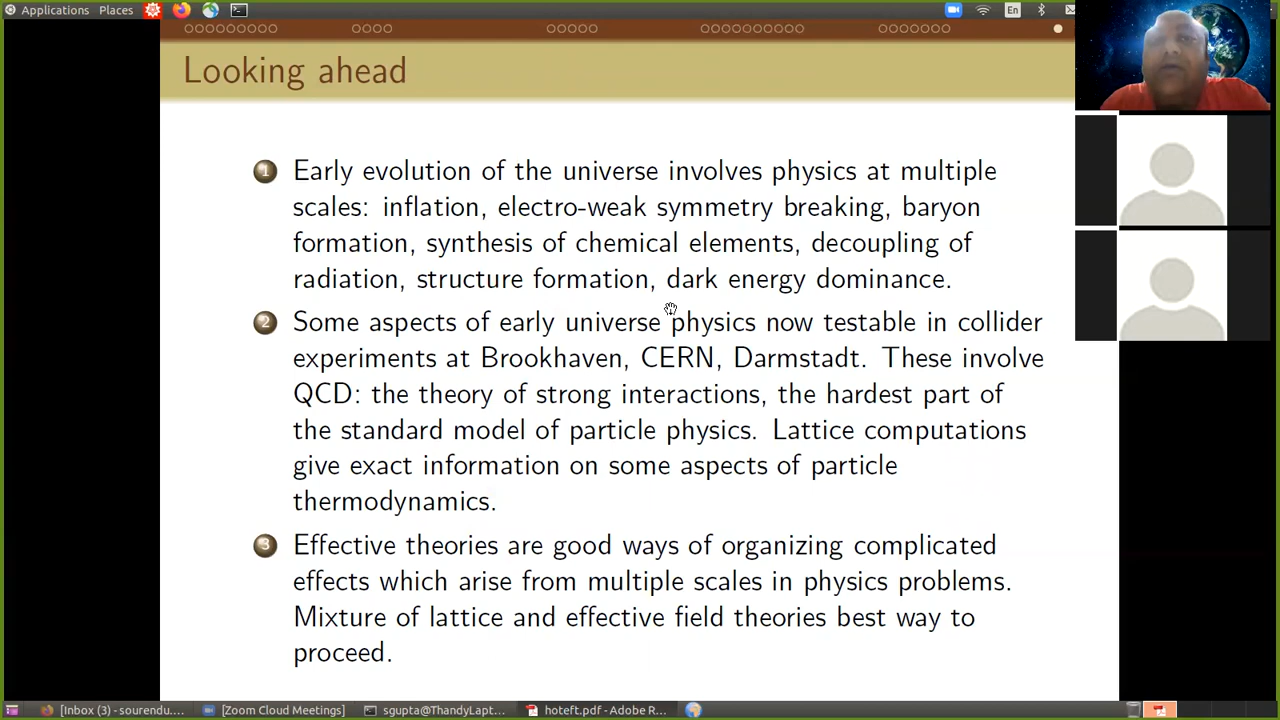 Applications Places En
Looking ahead
1 Early evolution of the universe involves physics at multiple
scales: inflation, electro-weak symmetry breaking, baryon
formation, synthesis of chemical elements, decoupling of
radiation, structure formation, dark energy dominance.
2 Some aspects of early universe physics now testable in collider
experiments at Brookhaven, CERN, Darmstadt. These involve
QCD: the theory of strong interactions, the hardest part of
the standard model of particle physics. Lattice computations
give exact information on some aspects of particle
thermodynamics.
3 Effective theories are good ways of organizing complicated
effects which arise from multiple scales in physics problems.
Mixture of lattice and effective field theories best way to
proceed.
[Inbox (3) - sourendu.... [Zoom Cloud Meetings] sgupta@ThandyLapt... hoteft.pdf - Adobe R...